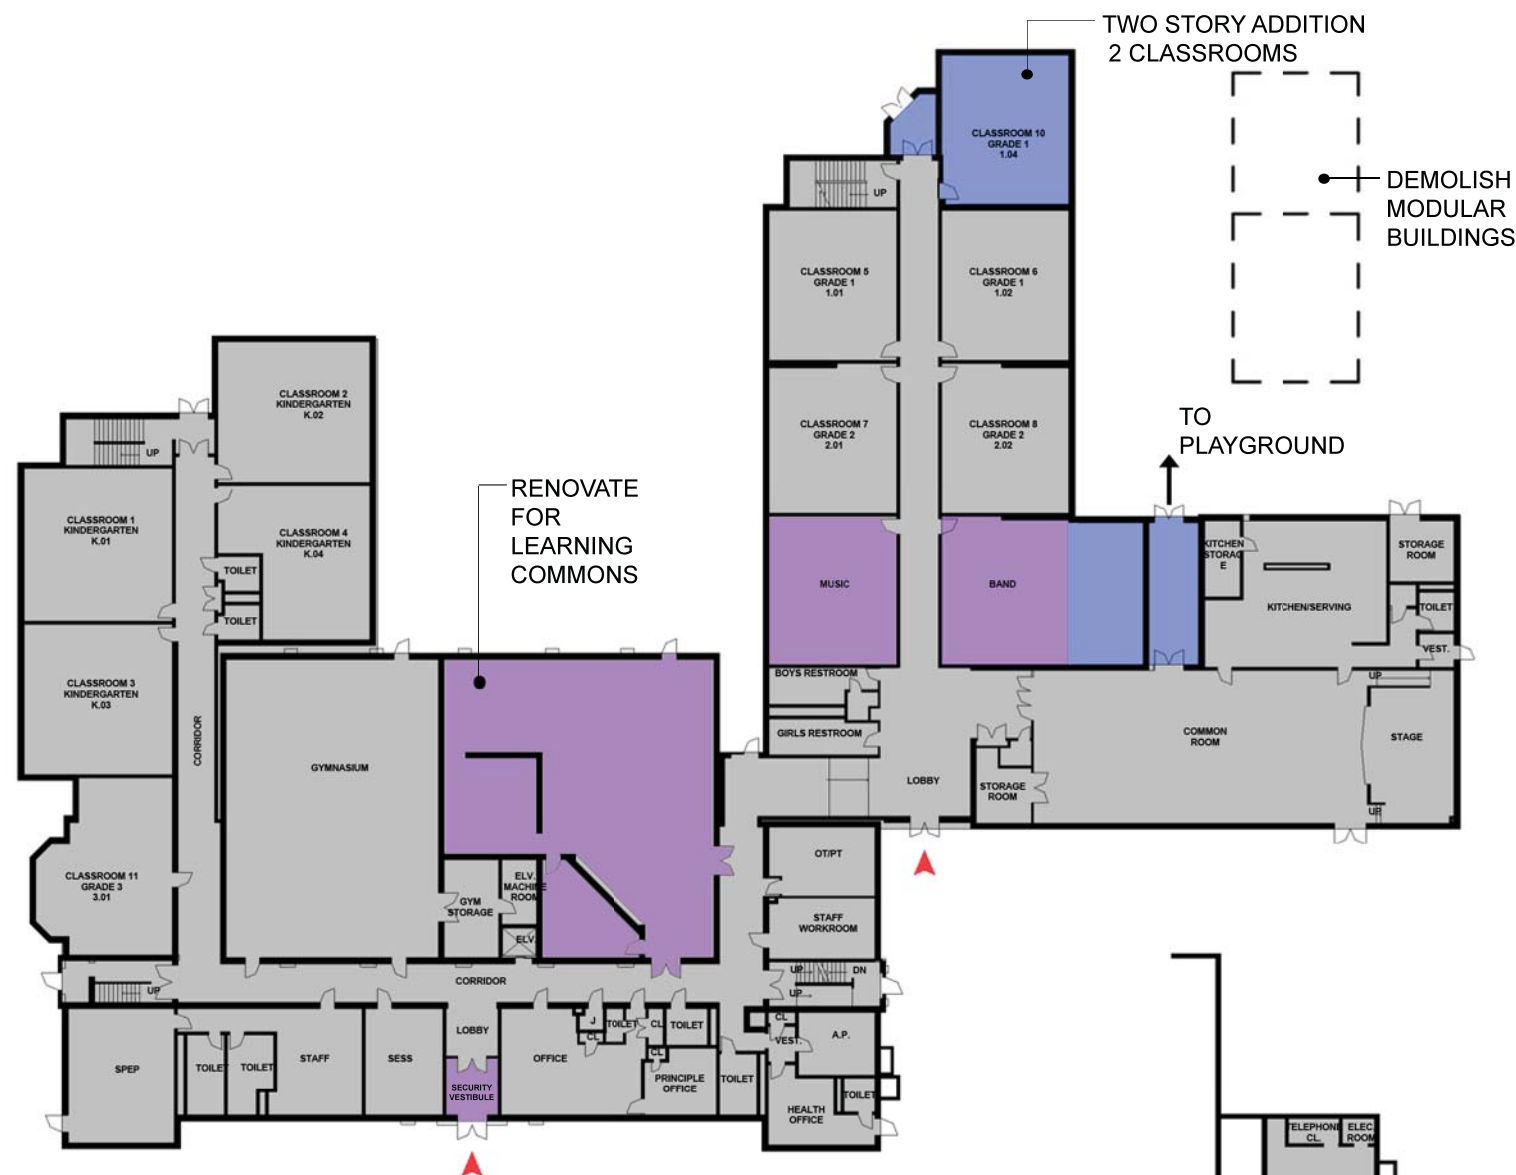 TWO STORY ADDITION
2 CLASSROOMS
CLASSROOM 10
GRADE 1
1.04
DEMOLISH
MODULAR
BUILDINGS
UP
CLASSROOM 5
GRADE 1
1.01
CLASSROOM 6
GRADE 1
1.02
CLASSROOM 7
GRADE 2
2.01
CLASSROOM 8
GRADE 2
2.02
TO
PLAYGROUND
CLASSROOM 2
KINDERGARTEN
K.02
UP
CLASSROOM 1
KINDERGARTEN
K.01
CLASSROOM 4
KINDERGARTEN
K.04
TOILET
TOILET
CLASSROOM 3
KINDERGARTEN
K.03
CORRIDOR
RENOVATE
FOR
LEARNING
COMMONS
MUSIC
BAND
KITCHEN
STORAG
E
KITCHEN/SERVING
STORAGE
ROOM
TOILET
VEST.
BOYS RESTROOM
GIRLS RESTROOM
LOBBY
STORAGE
ROOM
COMMON
ROOM
UP
STAGE
UP
GYMNASIUM
CLASSROOM 11
GRADE 3
3.01
GYM
STORAGE
ELV.
MACHINE
ROOM
ELV.
OT/PT
STAFF
WORKROOM
UP
DN
UP
UP
CORRIDOR
LOBBY
SPEP
TOILET
TOILET
STAFF
SESS
SECURITY
VESTIBULE
OFFICE
J
CL
TOILET
CL
TOILET
CL
PRINCIPLE
OFFICE
TOILET
CL
VEST.
A.P.
HEALTH
OFFICE
TOILET
TELEPHONE
CL.
ELEC.
ROOM